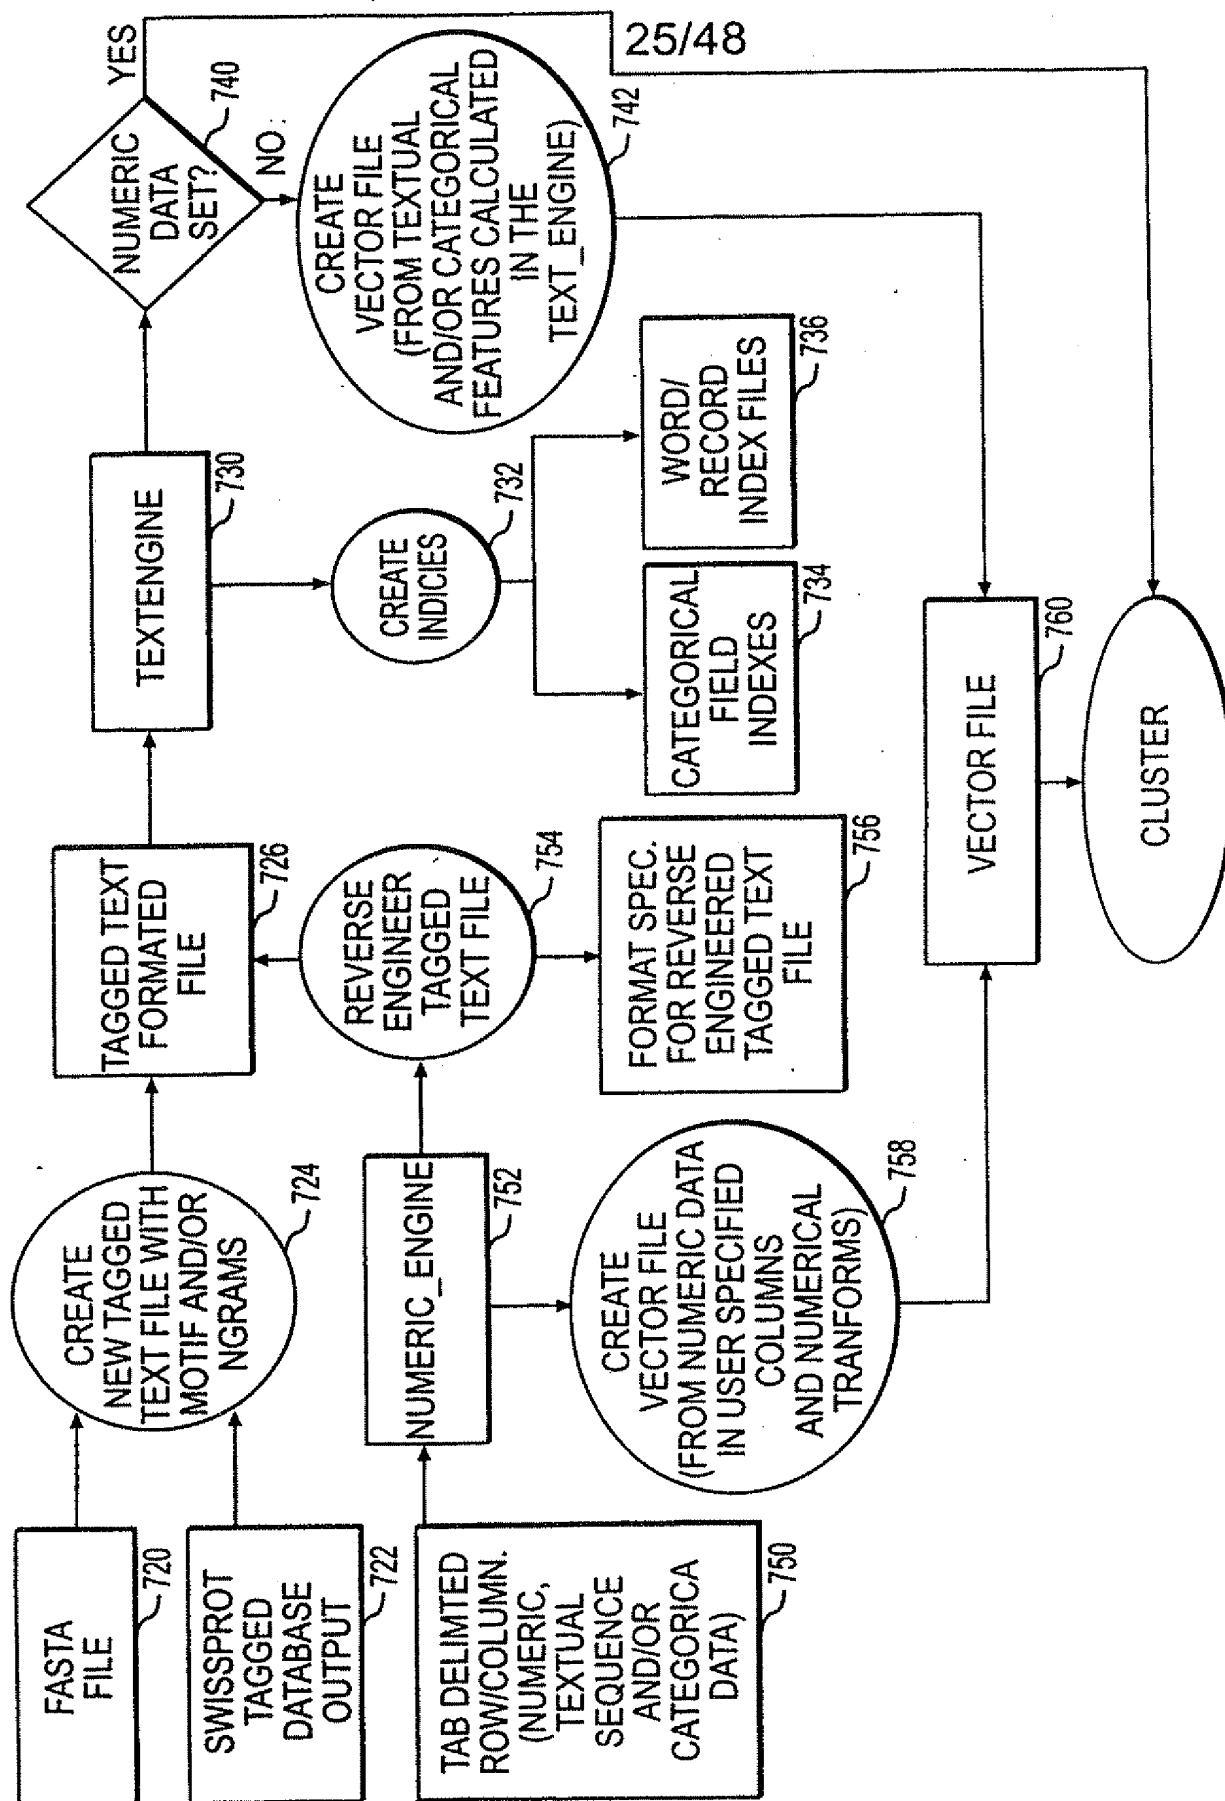 25/48
FASTA
FILE
720
SWISSPROT
TAGGED
DATABASE
OUTPUT
722
TAB DELIMTED
ROW/COLUMN.
(NUMERIC,
TEXTUAL
SEQUENCE
AND/OR
CATEGORICA
DATA)
750
CREATE
NEW TAGGED
TEXT FILE WITH
MOTIF AND/OR
NGRAMS
724
NUMERIC_ENGINE
752
CREATE
VECTOR FILE
(FROM NUMERIC DATA
IN USER SPECIFIED
COLUMNS
AND NUMERICAL
TRANFORMS)
758
TAGGED TEXT
FORMATED
FILE
726
REVERSE
ENGINEER
TAGGED
TEXT FILE
754
FORMAT SPEC.
FOR REVERSE
ENGINEERED
TAGGED TEXT
FILE
756
TEXTENGINE
730
CREATE
INDICIES
732
CATEGORICAL
FIELD
INDEXES
734
WORD/
RECORD
INDEX FILES
736
NUMERIC
DATA
SET?
740
YES
NO
CREATE
VECTOR FILE
(FROM TEXTUAL
AND/OR CATEGORICAL
FEATURES CALCULATED
IN THE
TEXT_ENGINE)
742
VECTOR FILE
760
CLUSTER